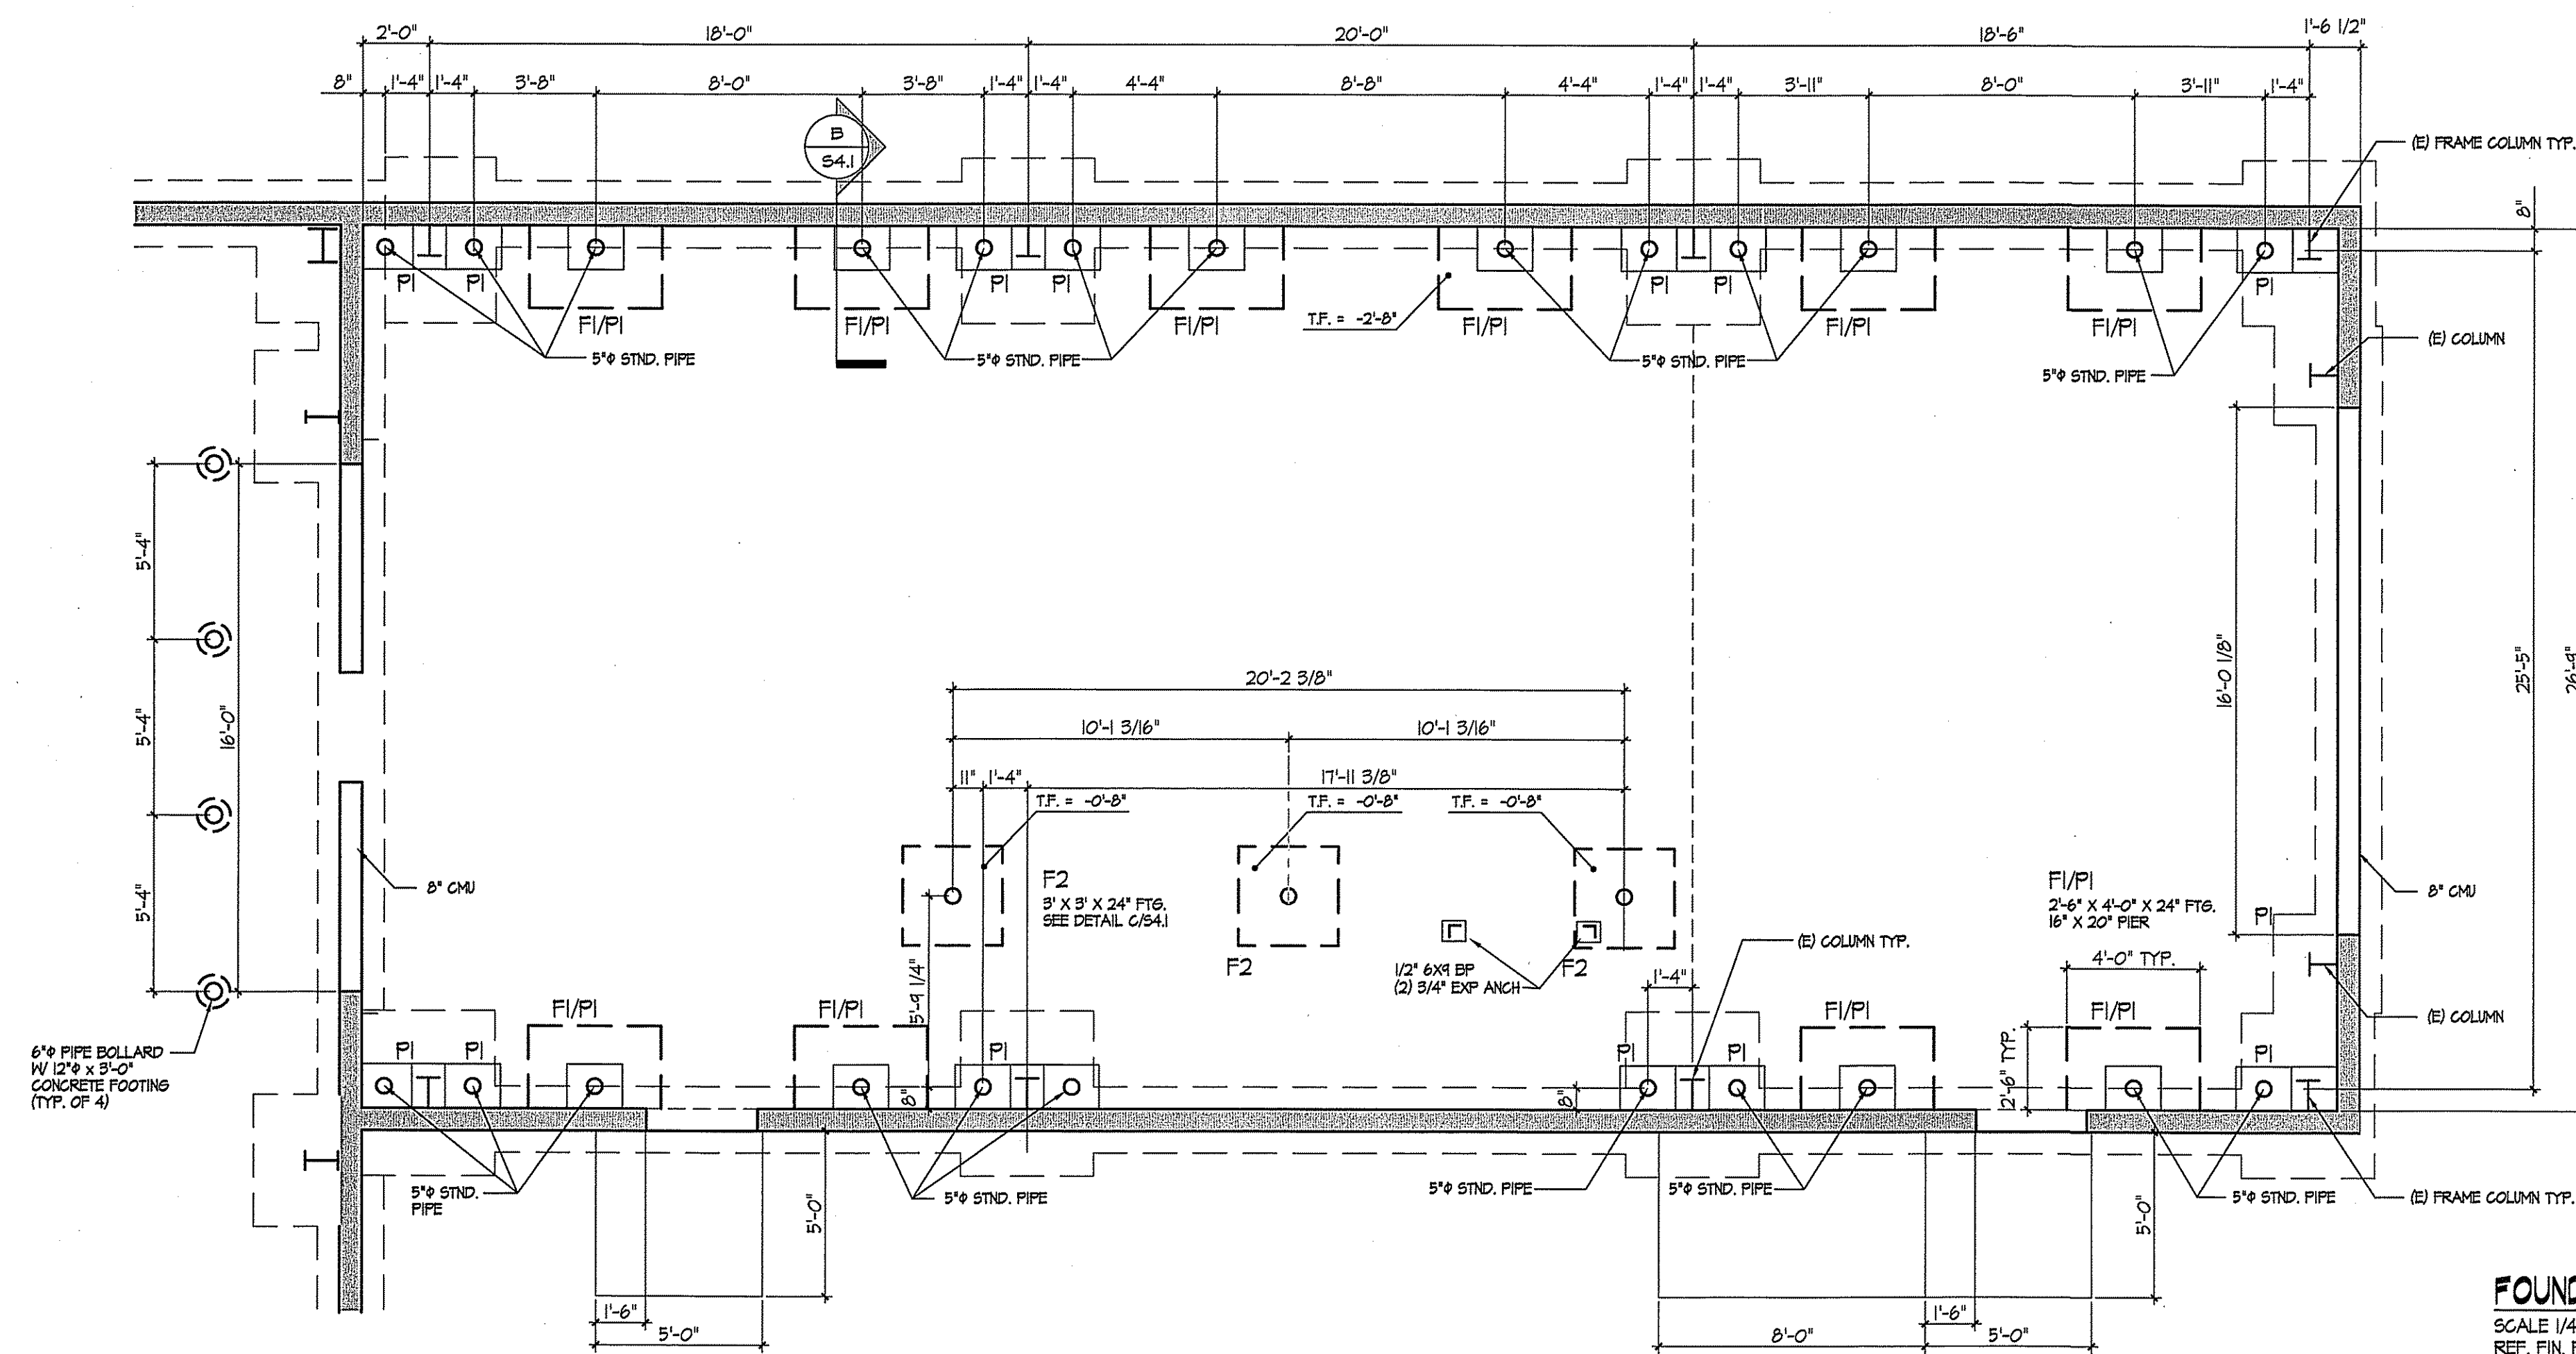 2'-0" 18'-0" 20'-0" 18'-6" 1'-6 1/2"
8" 1'-4" 1'-4" 3'-8" 8'-0" 3'-8" 1'-4" 1'-4" 4'-4" 8'-8" 4'-4" 1'-4" 1'-4" 3'-11" 8'-0" 3'-11" 1'-4"
B
S4.1
(E) FRAME COLUMN TYP.
8"
P1 P1 P1 P1 P1 P1 P1
F1/P1 F1/P1 F1/P1 T.F. = -2'-8" F1/P1 F1/P1 F1/P1
(E) COLUMN
5"Φ STND. PIPE 5"Φ STND. PIPE 5"Φ STND. PIPE 5"Φ STND. PIPE
5'-4"
5'-4"
5'-4"
16'-0"
16'-0 1/8"
25'-5"
26'-9"
20'-2 3/8"
10'-1 3/16" 10'-1 3/16"
11" 1'-4" 17'-11 3/8"
T.F. = -0'-8" T.F. = -0'-8" T.F. = -0'-8"
8" CMU
F2
3' X 3' X 24" FTG.
SEE DETAIL C/S4.1
F1/P1
2'-6" X 4'-0" X 24" FTG.
16" X 20" PIER
8" CMU
P1
(E) COLUMN TYP.
F2 F2
1/2" 6X9 BP
(2) 3/4" EXP ANCH
1'-4"
4'-0" TYP.
5'-9 1/4"
F1/P1 F1/P1 F1/P1 F1/P1
(E) COLUMN
6"Φ PIPE BOLLARD
W/ 12"Φ x 3'-0"
CONCRETE FOOTING
(TYP. OF 4)
P1 P1 P1 P1 P1 P1
2'-6" TYP.
8" 8"
5"Φ STND.
PIPE
5"Φ STND. PIPE 5"Φ STND. PIPE 5"Φ STND. PIPE 5"Φ STND. PIPE
(E) FRAME COLUMN TYP.
5'-0" 5'-0"
1'-6" 1'-6"
5'-0" 8'-0" 5'-0"
FOUND
SCALE 1/4
REF. FIN.